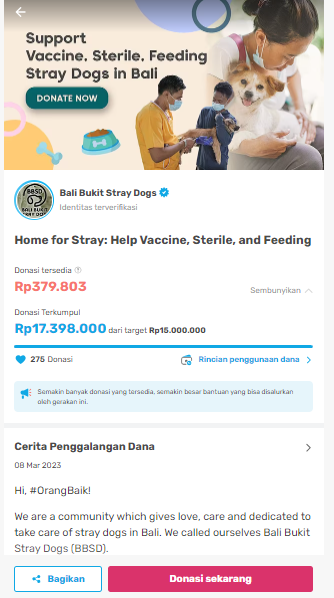 Support
Vaccine, Sterile, Feeding
Stray Dogs in Bali
DONATE NOW
BBSD
BALI BUKIT
STRAY DOG
Bali Bukit Stray Dogs
Identitas terverifikasi
Home for Stray: Help Vaccine, Sterile, and Feeding
Donasi tersedia
Rp379.803
Sembunyikan
Donasi Terkumpul
Rp17.398.000 dari target Rp15.000.000
275 Donasi
Rincian penggunaan dana
Semakin banyak donasi yang tersedia, semakin besar bantuan yang bisa disalurkan
oleh gerakan ini.
Cerita Penggalangan Dana
08 Mar 2023
Hi, #OrangBaik!
We are a community which gives love, care and dedicated to
take care of stray dogs in Bali. We called ourselves Bali Bukit
Stray Dogs (BBSD).
Bagikan
Donasi sekarang